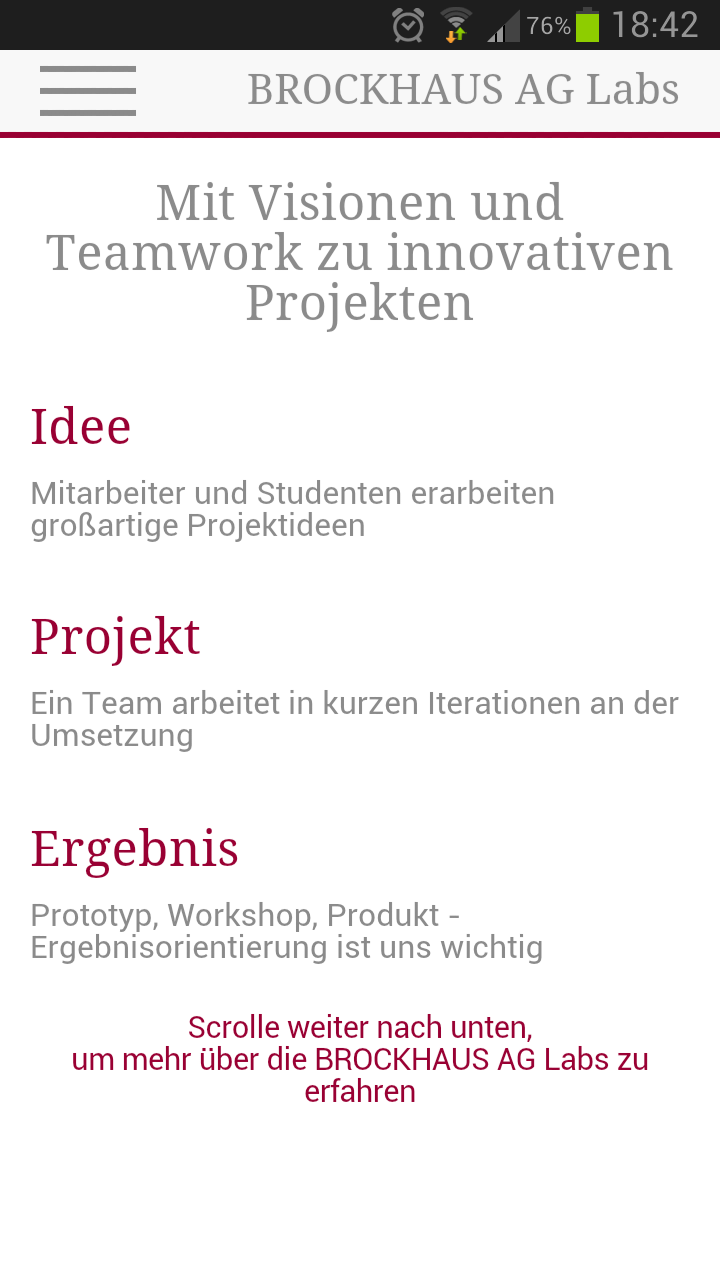 76% 18:42
BROCKHAUS AG Labs
Mit Visionen und
Teamwork zu innovativen
Projekten
Idee
Mitarbeiter und Studenten erarbeiten
großartige Projektideen
Projekt
Ein Team arbeitet in kurzen Iterationen an der
Umsetzung
Ergebnis
Prototyp, Workshop, Produkt -
Ergebnisorientierung ist uns wichtig
Scrolle weiter nach unten,
um mehr über die BROCKHAUS AG Labs zu
erfahren